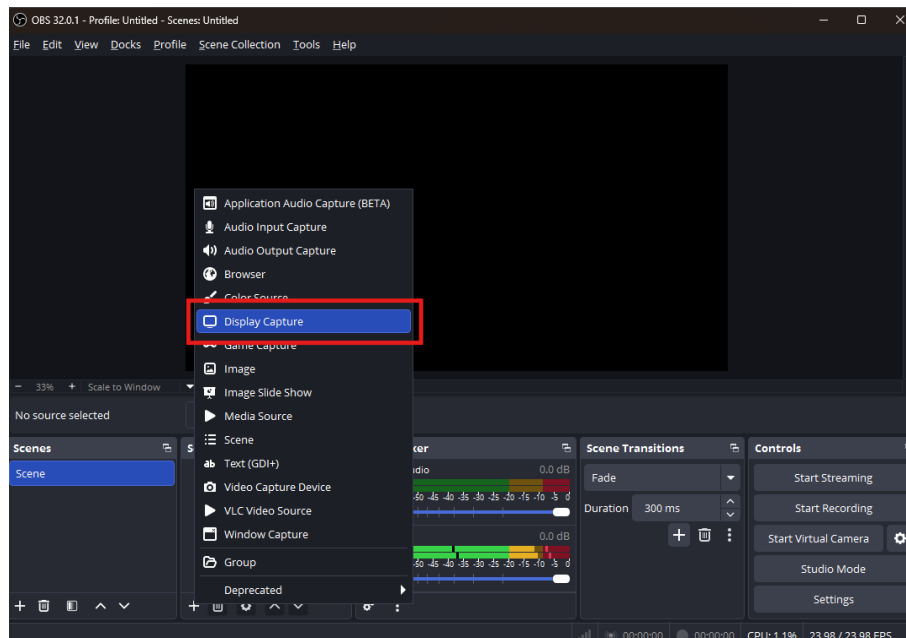 OBS 32.0.1 - Profile: Untitled - Scenes: Untitled
File Edit View Docks Profile Scene Collection Tools Help
Application Audio Capture (BETA)
Audio Input Capture
Audio Output Capture
Browser
Color Source
Display Capture
Game Capture
Image
Image Slide Show
Media Source
Scene
ab Text (GDI+)
Video Capture Device
VLC Video Source
Window Capture
Group
Deprecated
33% Scale to Window
No source selected
Scenes
Scene
0.0 dB
-50 -45 -40 -35 -30 -25 -20 -15 -10 -5 0
0.0 dB
-50 -45 -40 -35 -30 -25 -20 -15 -10 -5 0
Scene Transitions
Fade
Duration 300 ms
Controls
Start Streaming
Start Recording
Start Virtual Camera
Studio Mode
Settings
00:00:00 00:00:00 CPU: 1.1% 23.98 / 23.98 FPS